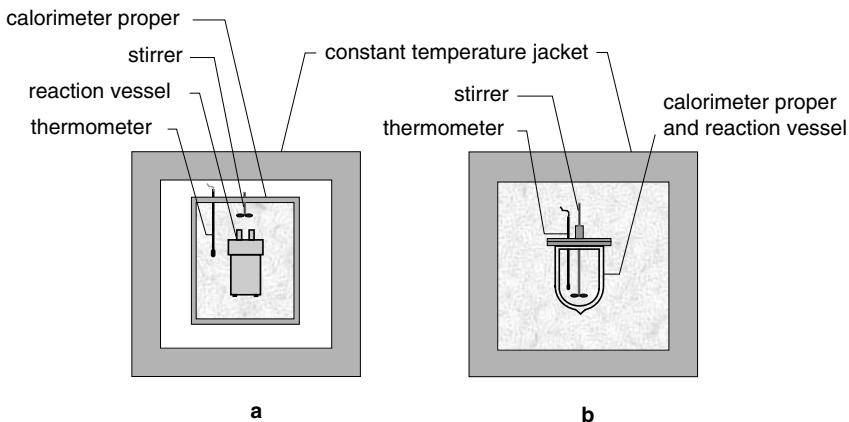 calorimeter proper
stirrer
reaction vessel
thermometer
constant temperature jacket
stirrer
thermometer
calorimeter proper
and reaction vessel
a
b